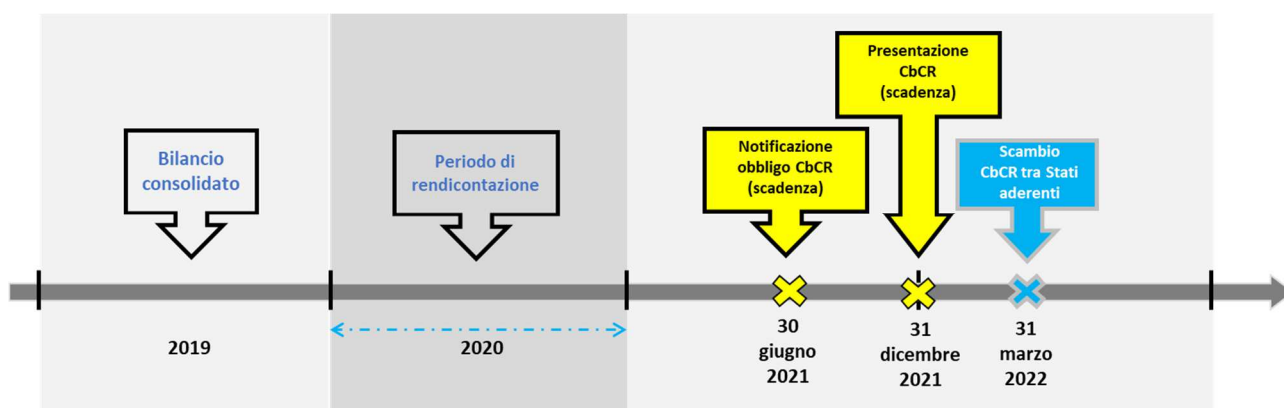 Bilancio
consolidato
Periodo di
rendicontazione
Notificazione
obbligo CbCR
(scadenza)
Presentazione
CbCR
(scadenza)
Scambio
CbCR tra Stati
aderenti
2019
2020
30
giugno
2021
31
dicembre
2021
31
marzo
2022